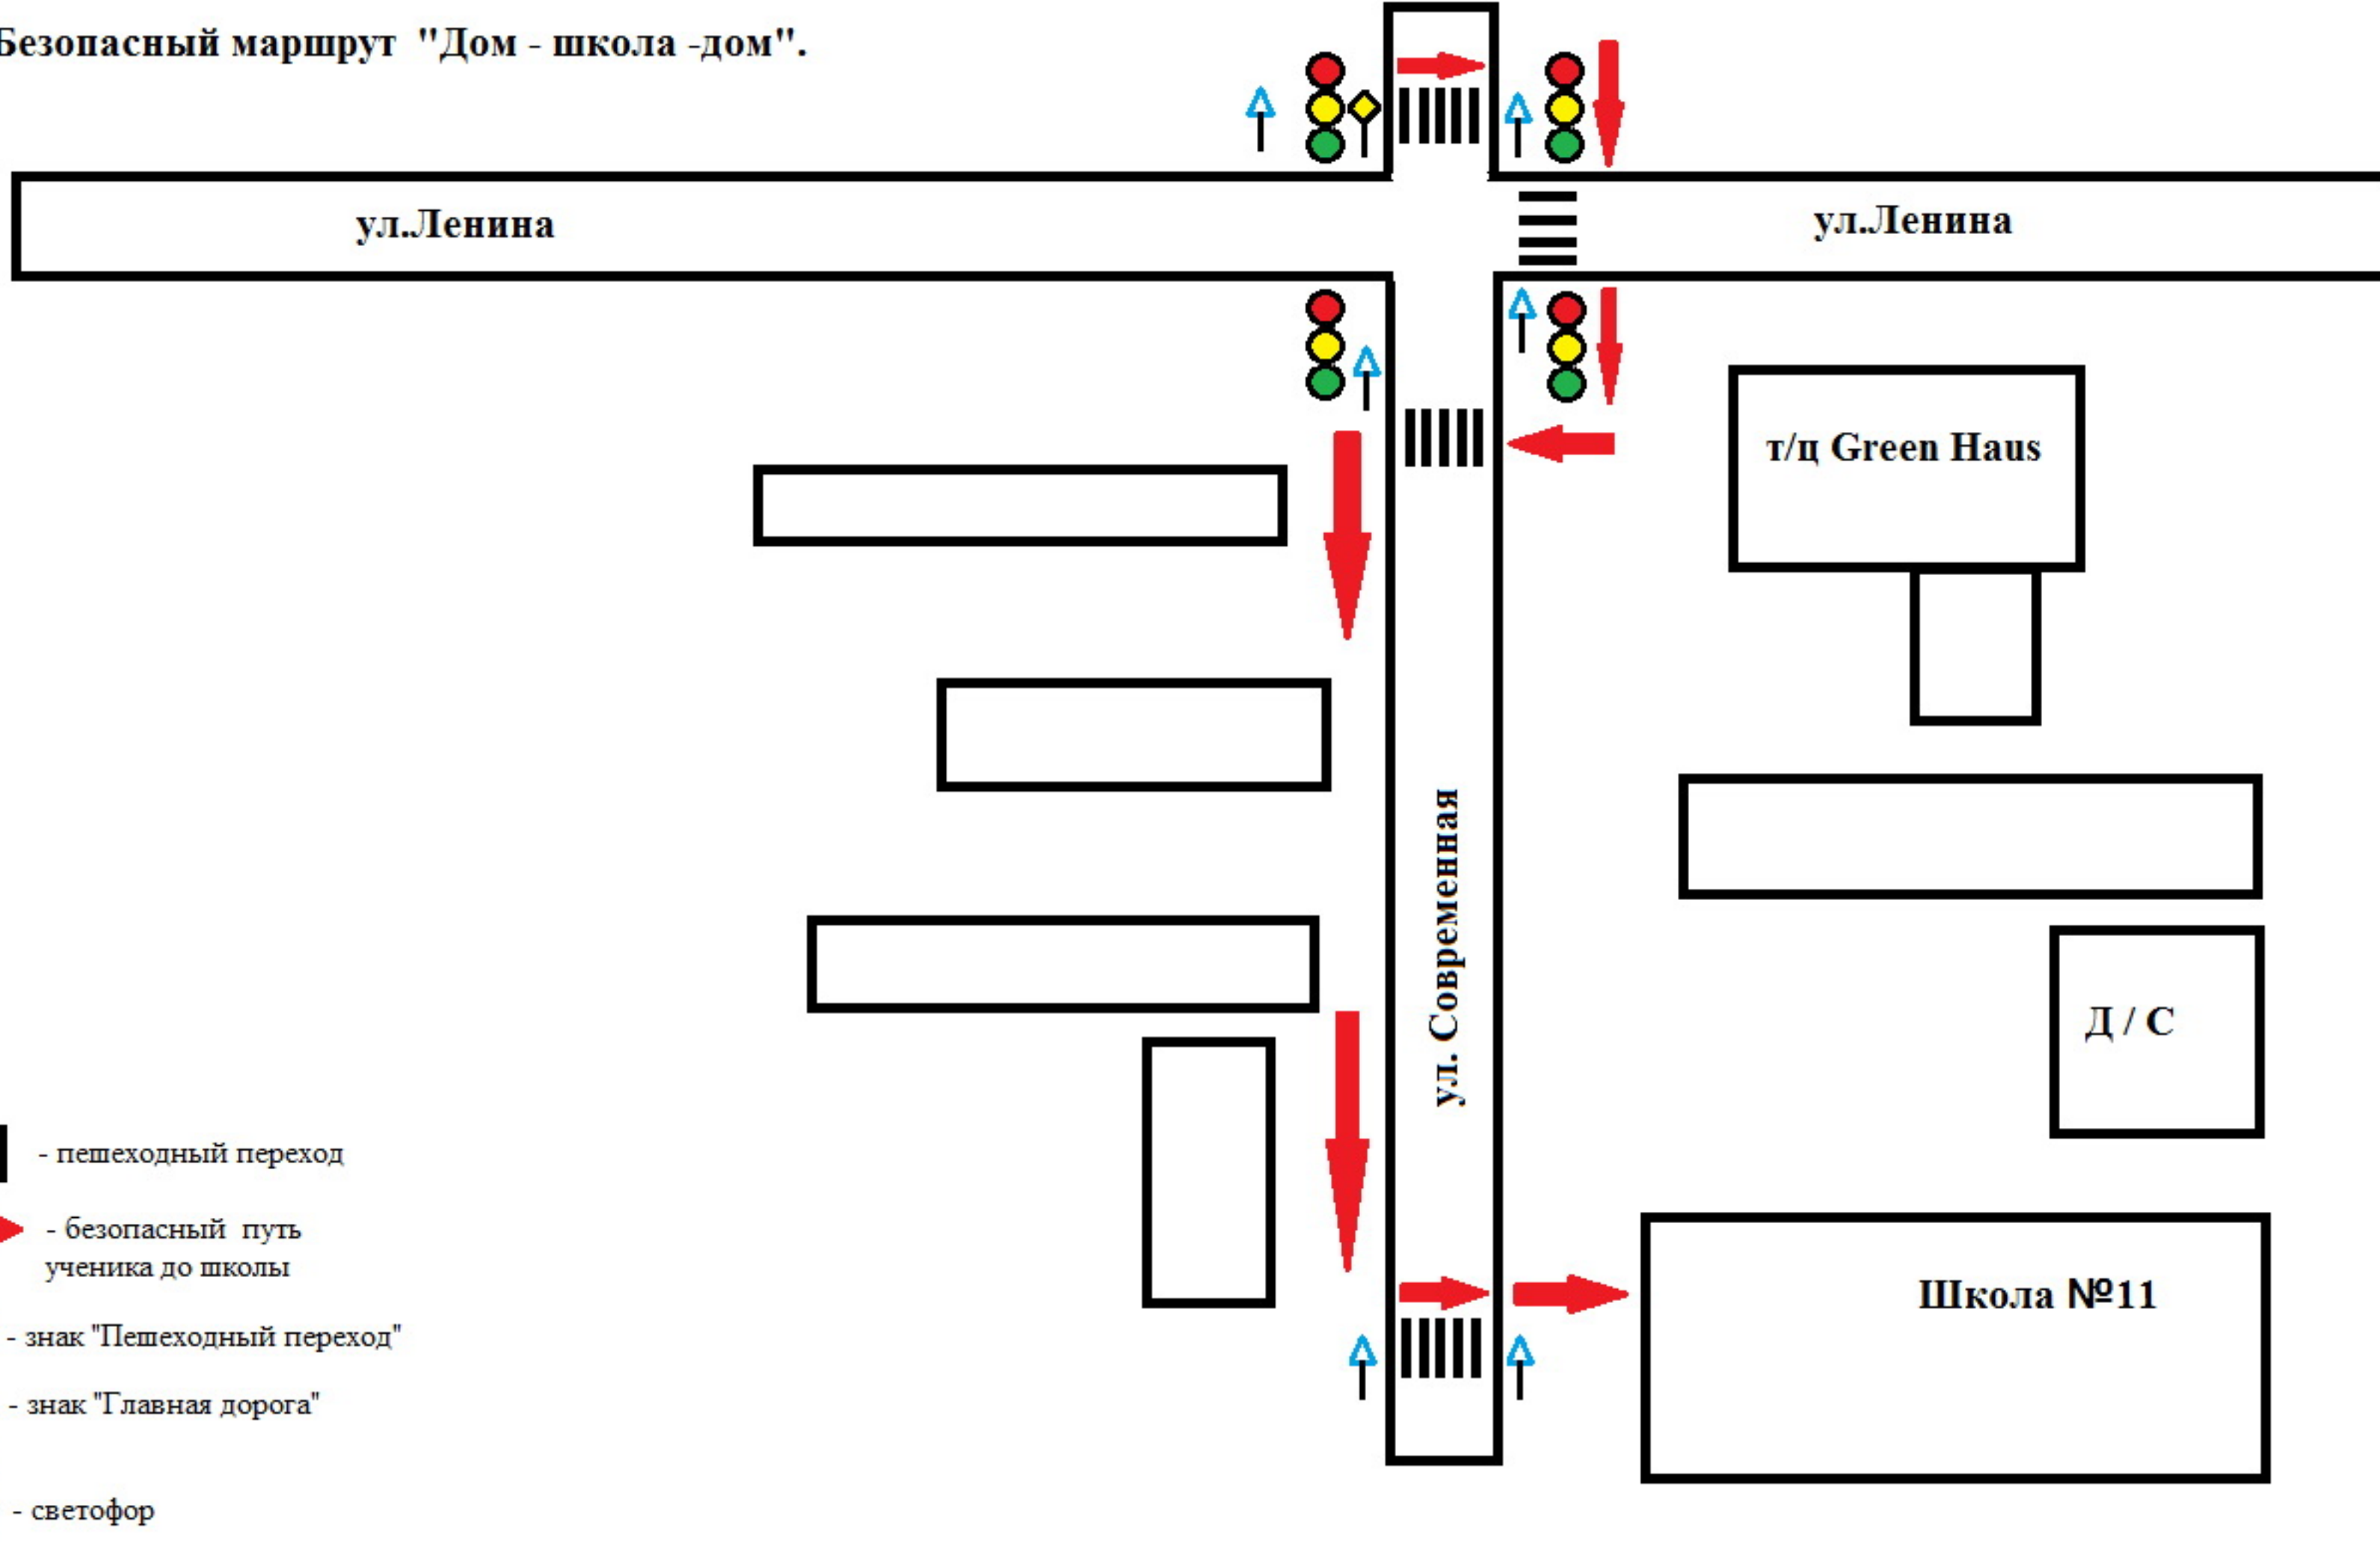 Безопасный маршрут "Дом - школа -дом".
ул.Ленина
ул.Ленина
т/ц Green Haus
ул. Современная
Д / С
- пешеходный переход
- безопасный путь
ученика до школы
Школа №11
- знак "Пешеходный переход"
- знак "Главная дорога"
- светофор